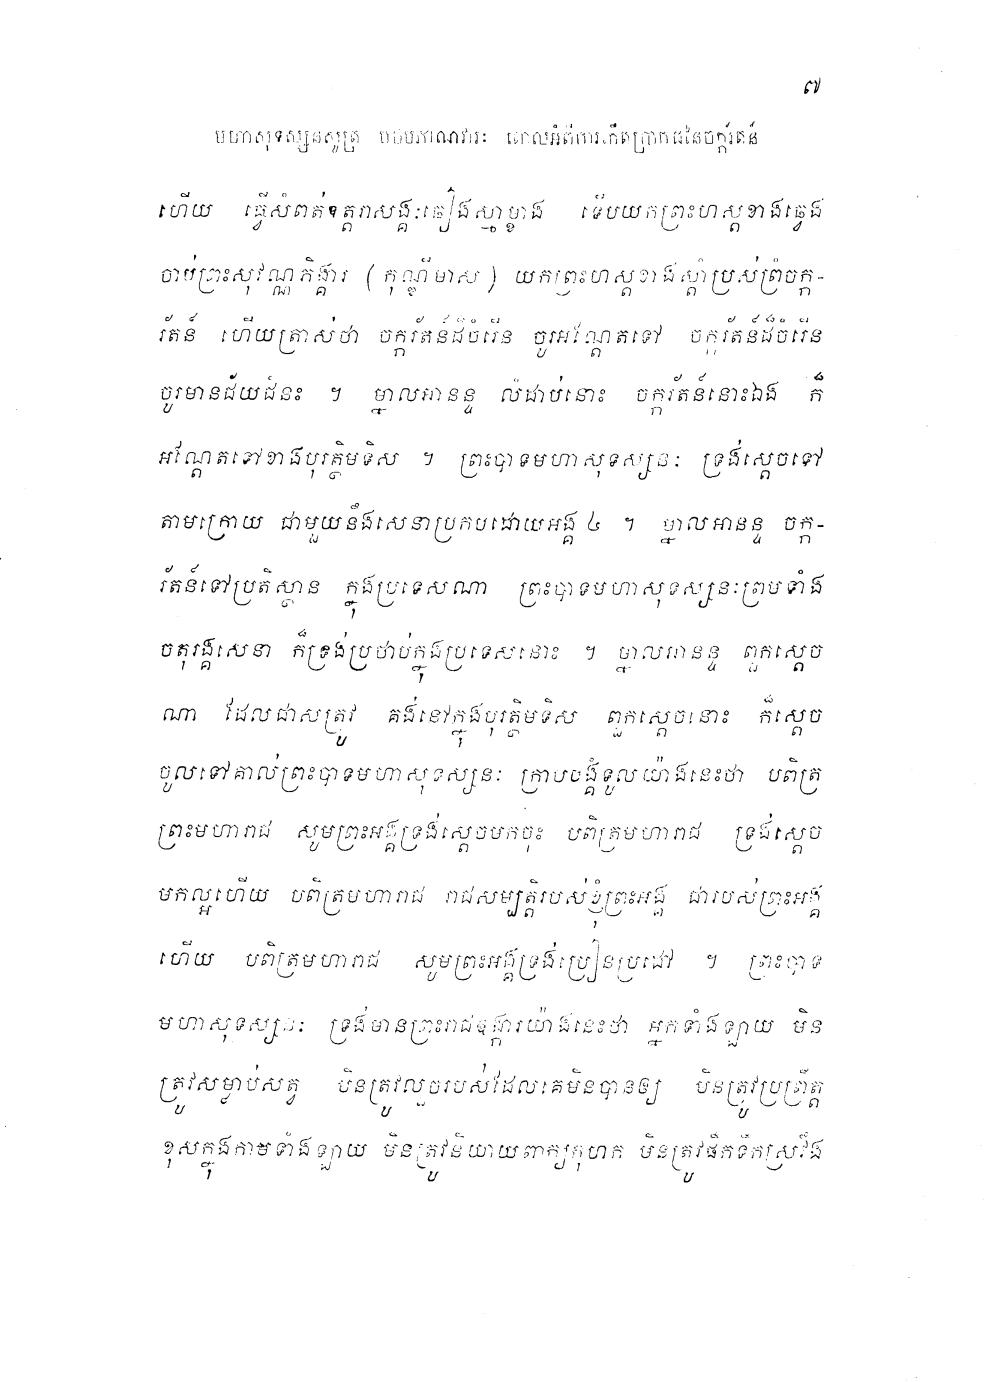 ៧
មហាសុទស្សនសូត្រ បឋមភាណវារៈ ពោលអំពីការកើតប្រាកដនៃចក្ករ័តន៍
ហើយ ធ្វើសំពត់ឧត្តរាសង្គៈឆៀងស្មាម្ខាង ទើបយកព្រះហស្តខាងឆ្វេង
ចាប់ព្រះសុវណ្ណភិង្គារ (កុណ្ឌីមាស) យកព្រះហស្តខាងស្តាំប្រស់ព្រំចក្ក-
រ័តន៍ ហើយត្រាស់ថា ចក្ករ័តន៍ដ៏ចំរើន ចូរអណ្តែតទៅ ចក្ករ័តន៍ដ៏ចំរើន
ចូរមានជ័យជំនះ ។ ម្នាលអានន្ទ លំដាប់នោះ ចក្ករ័តន៍នោះឯង ក៏
អណ្តែតទៅខាងបុរត្ថិមទិស ។ ព្រះបាទមហាសុទស្សនៈ ទ្រង់ស្តេចទៅ
តាមក្រោយ ជាមួយនឹងសេនាប្រកបដោយអង្គ ៤ ។ ម្នាលអានន្ទ ចក្ក-
រ័តន៍ទៅប្រតិស្ថាន ក្នុងប្រទេសណា ព្រះបាទមហាសុទស្សនៈព្រមទាំង
ចតុរង្គសេនា ក៏ទ្រង់ប្រថាប់ក្នុងប្រទេសនោះ ។ ម្នាលអានន្ទ ពួកស្តេច
ណា ដែលជាសត្រូវ គង់នៅក្នុងបុរត្ថិមទិស ពួកស្តេចនោះ ក៏ស្តេច
ចូលទៅគាល់ព្រះបាទមហាសុទស្សនៈ ក្រាបបង្គំទូលយ៉ាងនេះថា បពិត្រ
ព្រះមហារាជ សូមព្រះអង្គទ្រង់ស្តេចមកចុះ បពិត្រមហារាជ ទ្រង់ស្តេច
មកល្អហើយ បពិត្រមហារាជ រាជសម្បត្តិរបស់ខ្ញុំព្រះអង្គ ជារបស់ព្រះអង្គ
ហើយ បពិត្រមហារាជ សូមព្រះអង្គទ្រង់ប្រៀនប្រដៅ ។ ព្រះបាទ
មហាសុទស្សនៈ ទ្រង់មានព្រះរាជឱង្ការយ៉ាងនេះថា អ្នកទាំងឡាយ មិន
ត្រូវសម្លាប់សត្វ មិនត្រូវលួចរបស់ដែលគេមិនបានឲ្យ មិនត្រូវប្រព្រឹត្ត
ខុសក្នុងកាមទាំងឡាយ មិនត្រូវនិយាយពាក្យកុហក មិនត្រូវផឹកទឹកស្រវឹង